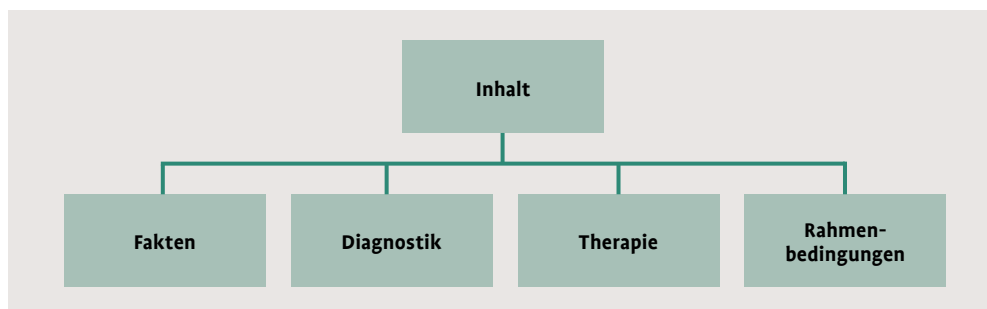 Inhalt
Fakten
Diagnostik
Therapie
Rahmen-
bedingungen